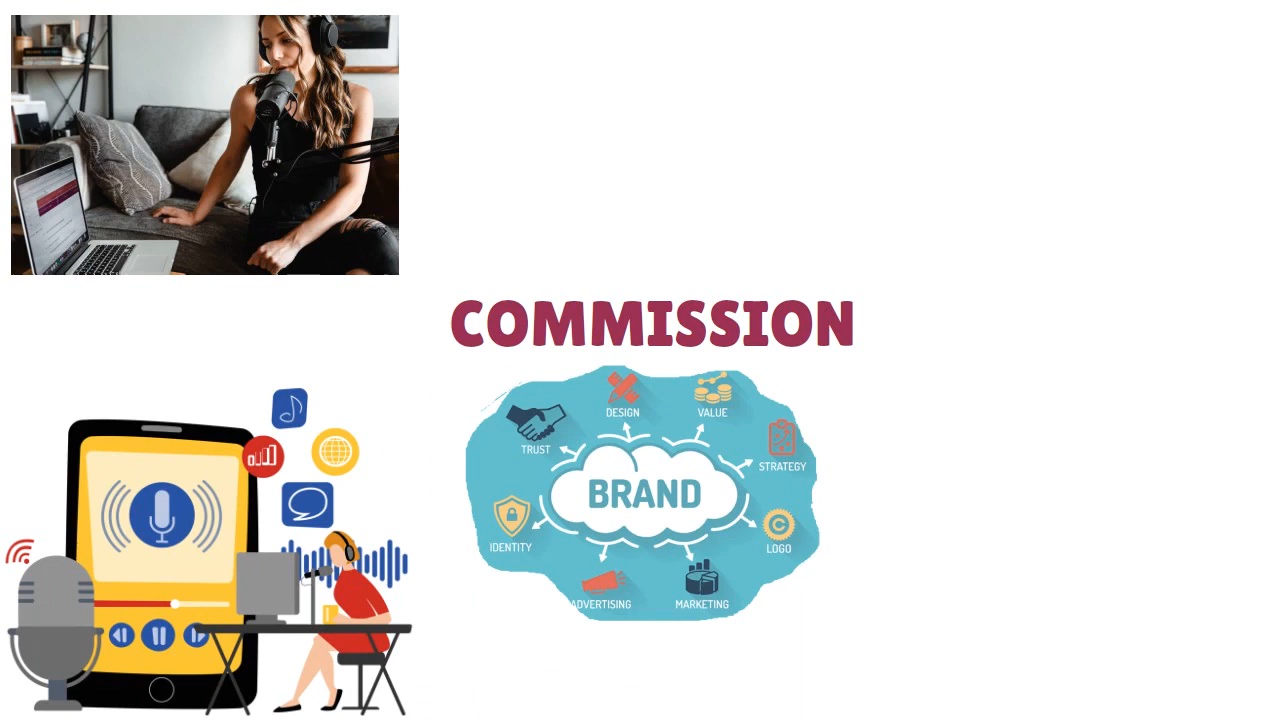 COMMISSION
DESIGN
VALUE
TRUST
STRATEGY
BRAND
IDENTITY
LOGO
ADVERTISING
MARKETING